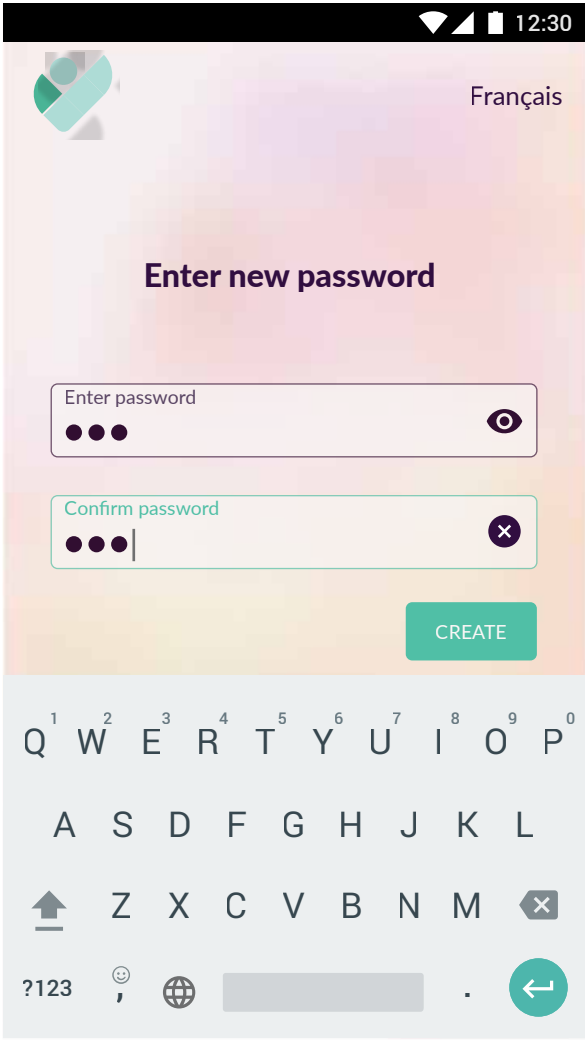 12:30
Français
Enter new password
Enter password
Confirm password
CREATE
1 2 3 4 5 6 7 8 9 0
Q W E R T Y U I O P
A S D F G H J K L
Z X C V B N M
?123 , .